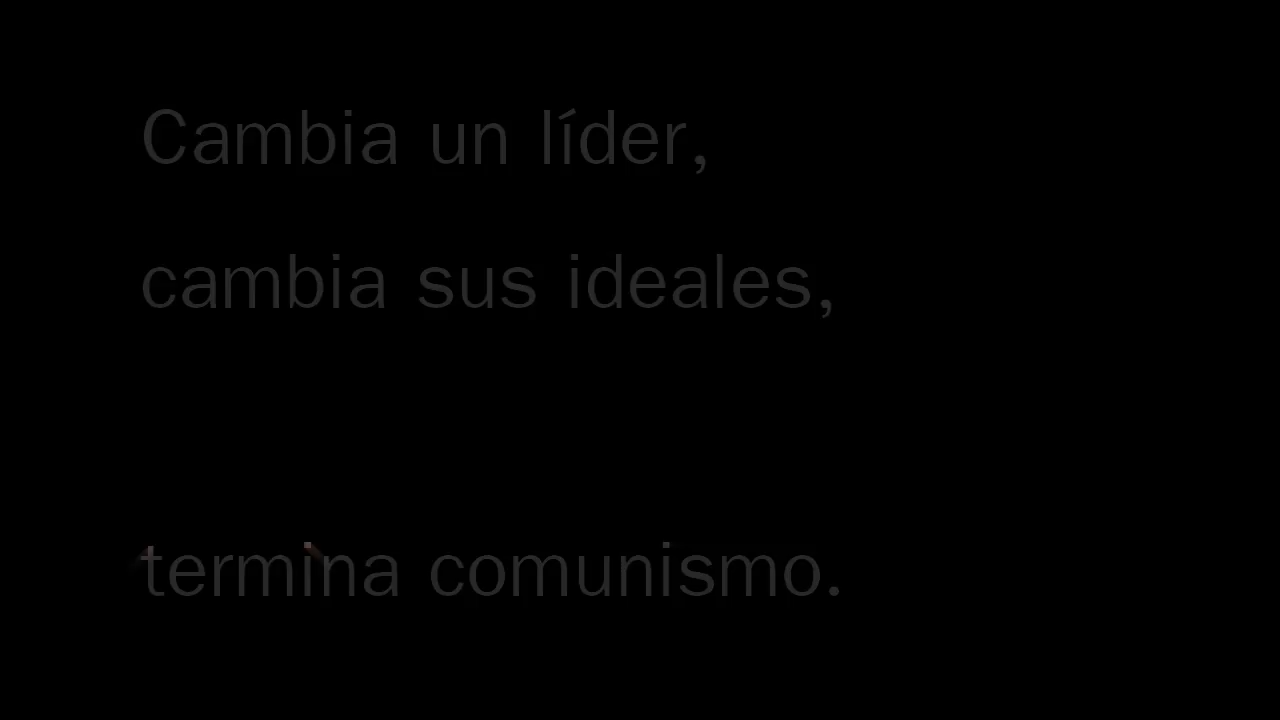 Cambia un líder,
cambia sus ideales,
termina comunismo.